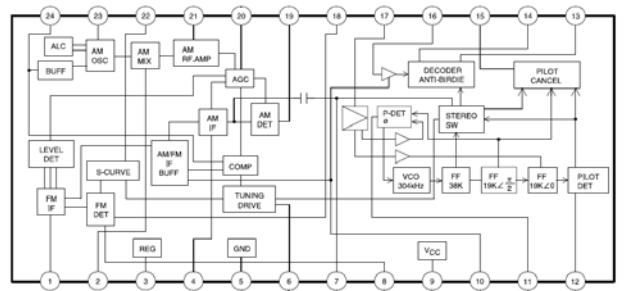 24 23 22 21 20 19 18 17 16 15 14 13
ALC
AM
OSC
BUFF
AM
MIX
AM
RF.AMP
AGC
AM
IF
AM
DET
DECODER
ANTI-BIRDIE
PILOT
CANCEL
P-DET
ø
STEREO
SW
LEVEL
DET
S-CURVE
AM/FM
IF
BUFF
COMP
TUNING
DRIVE
VCO
304kHz
FF
38K
FF
19K∠π/2
FF
19K∠0
PILOT
DET
FM
IF
FM
DET
REG
GND
VCC
1 2 3 4 5 6 7 8 9 10 11 12